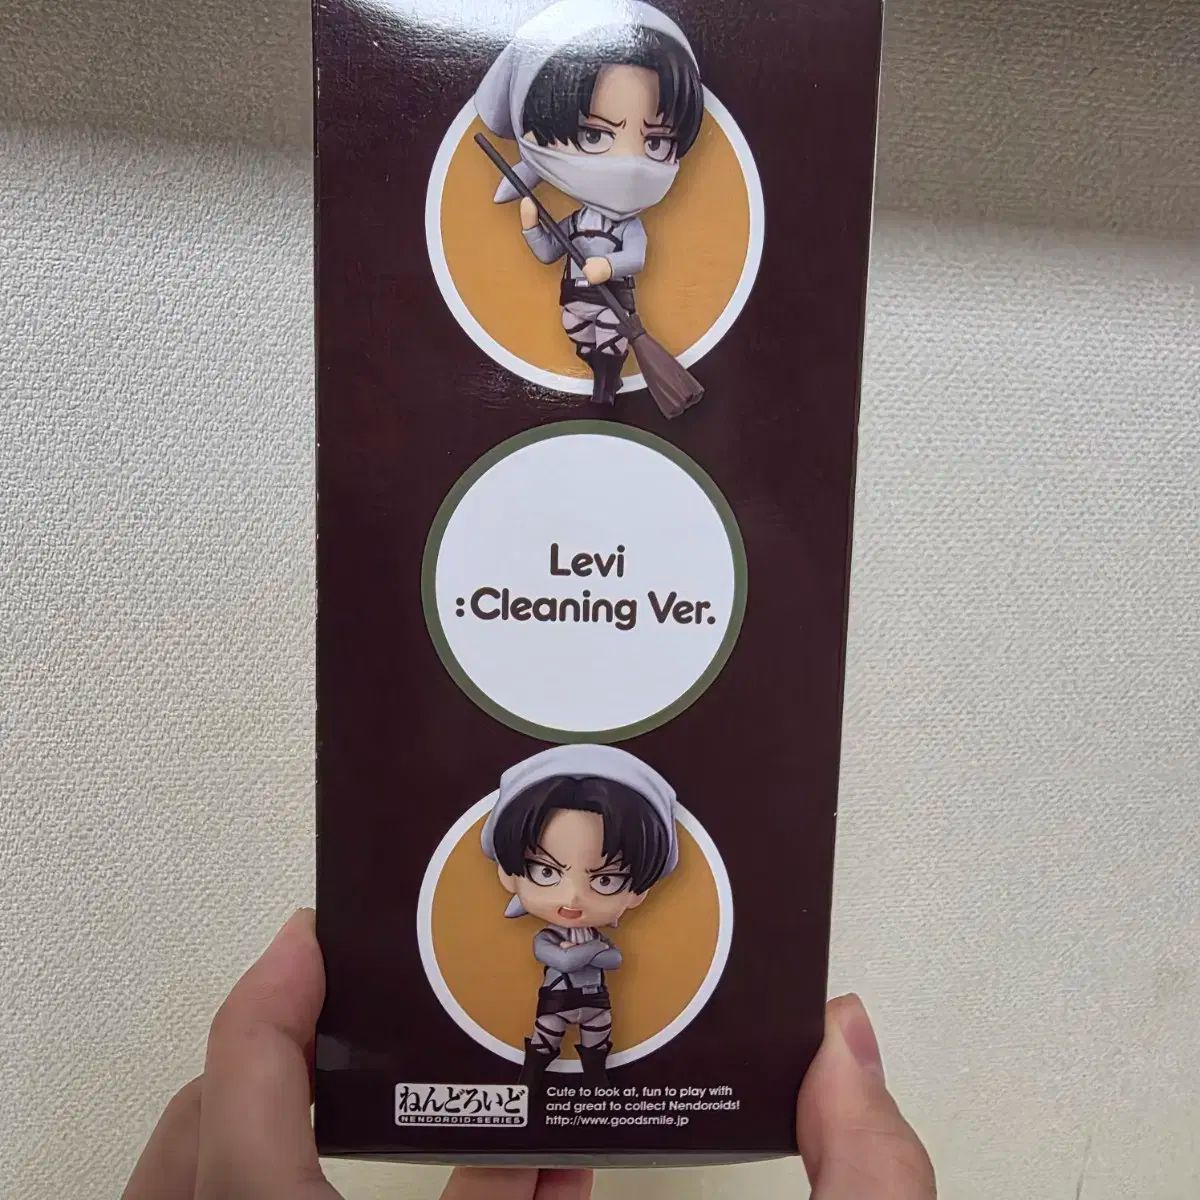 Levi
:Cleaning Ver.
ねんどろいど
NENDOROID·SERIES
Cute to look at, fun to play with
and great to collect Nendoroids!
http://www.goodsmile.jp